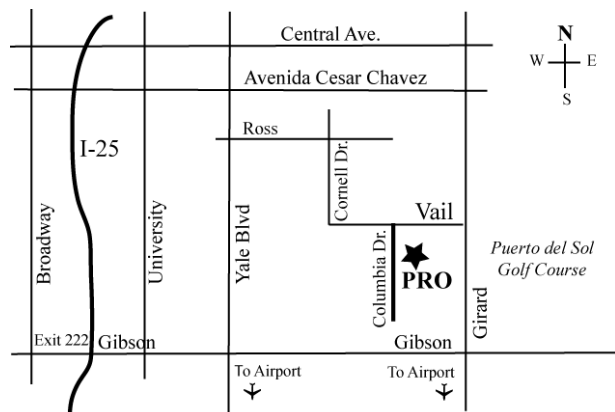 Central Ave.
N
W E
S
Avenida Cesar Chavez
Ross
I-25
Cornell Dr.
Broadway
University
Yale Blvd
Vail
Columbia Dr.
PRO
Puerto del Sol
Golf Course
Girard
Exit 222
Gibson
Gibson
To Airport
To Airport